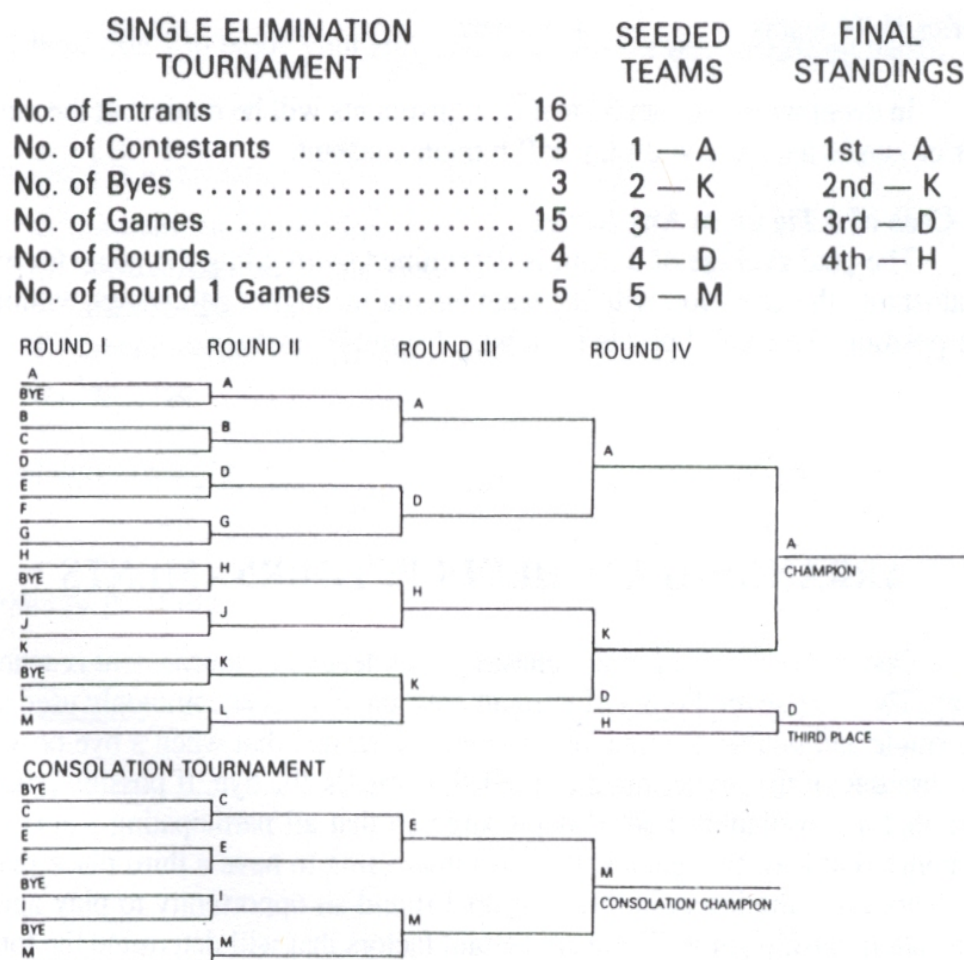 SINGLE ELIMINATION
TOURNAMENT
No. of Entrants .................. 16
No. of Contestants ............. 13
No. of Byes .................... 3
No. of Games ................... 15
No. of Rounds .................. 4
No. of Round 1 Games ............ 5
SEEDED
TEAMS
1 — A
2 — K
3 — H
4 — D
5 — M
FINAL
STANDINGS
1st — A
2nd — K
3rd — D
4th — H
ROUND I
A
BYE
B
C
D
E
F
G
H
BYE
I
J
K
BYE
L
M
ROUND II
A
B
D
G
H
J
K
L
ROUND III
A
D
H
K
ROUND IV
A
K
A
CHAMPION
D
H
D
THIRD PLACE
CONSOLATION TOURNAMENT
BYE
C
E
F
BYE
I
BYE
M
C
E
I
M
E
M
M
CONSOLATION CHAMPION